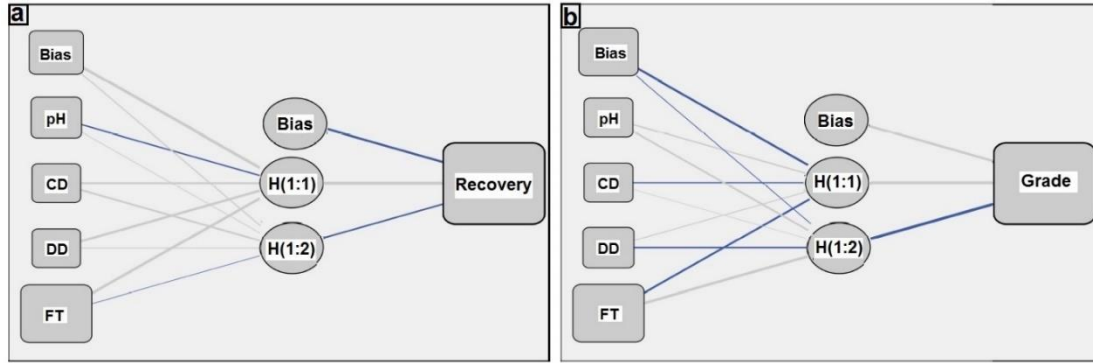 a
Bias
pH
CD
DD
FT
Bias
H(1:1)
H(1:2)
Recovery
b
Bias
pH
CD
DD
FT
Bias
H(1:1)
H(1:2)
Grade